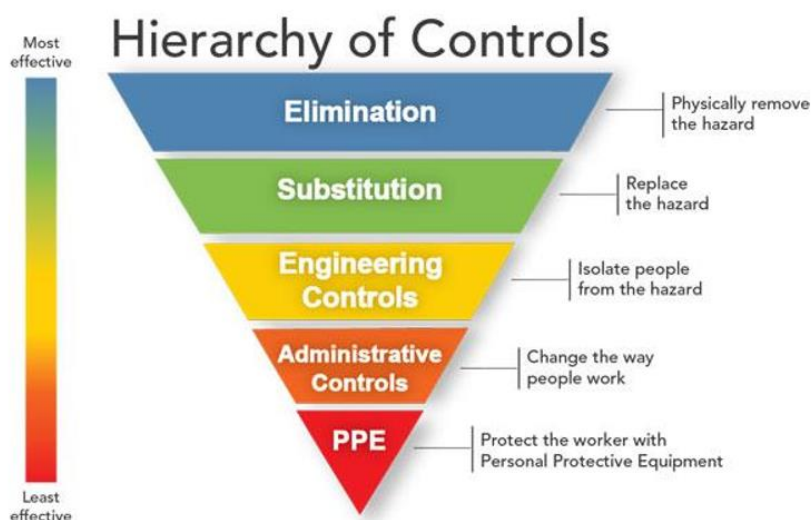 Hierarchy of Controls
Most
effective
Elimination
Physically remove
the hazard
Substitution
Replace
the hazard
Engineering
Controls
Isolate people
from the hazard
Administrative
Controls
Change the way
people work
PPE
Protect the worker with
Personal Protective Equipment
Least
effective